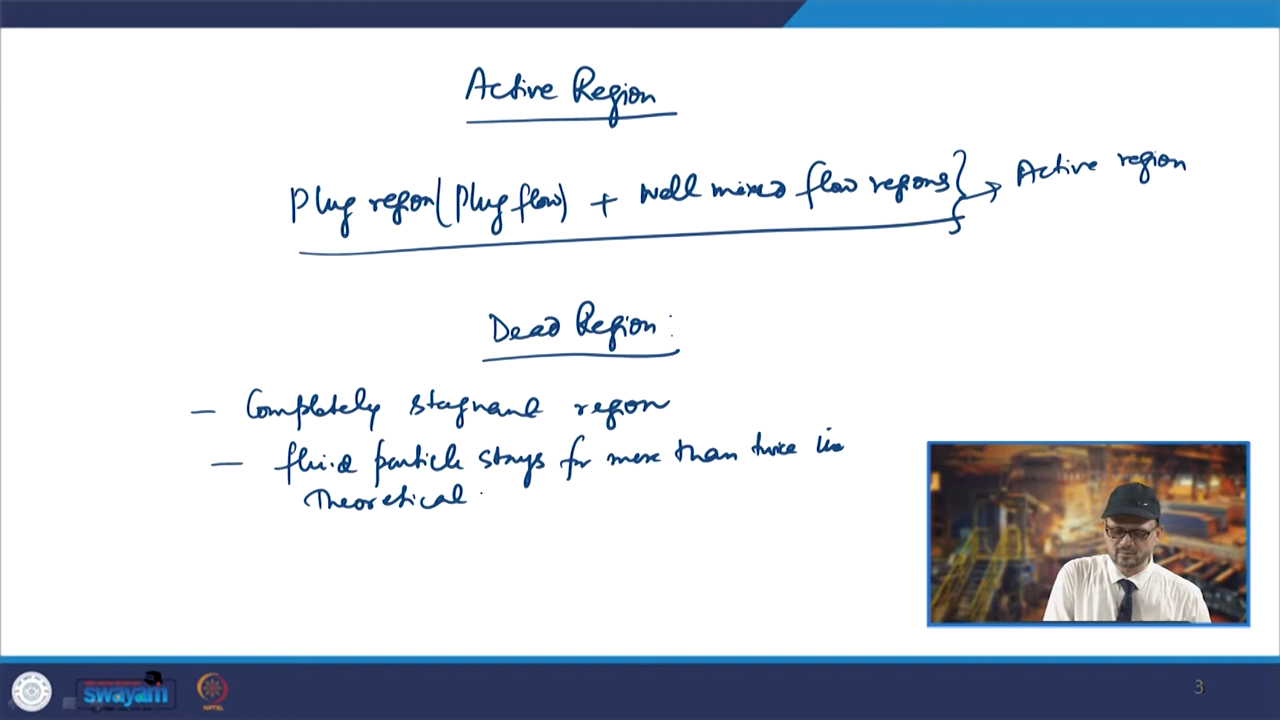 Active Region
Plug region (Plug flow) + Well mixed flow regions} → Active region
Dead Region:
— Completely stagnant region
— fluid particle stays for more than twice
Theoretical
3
swayam